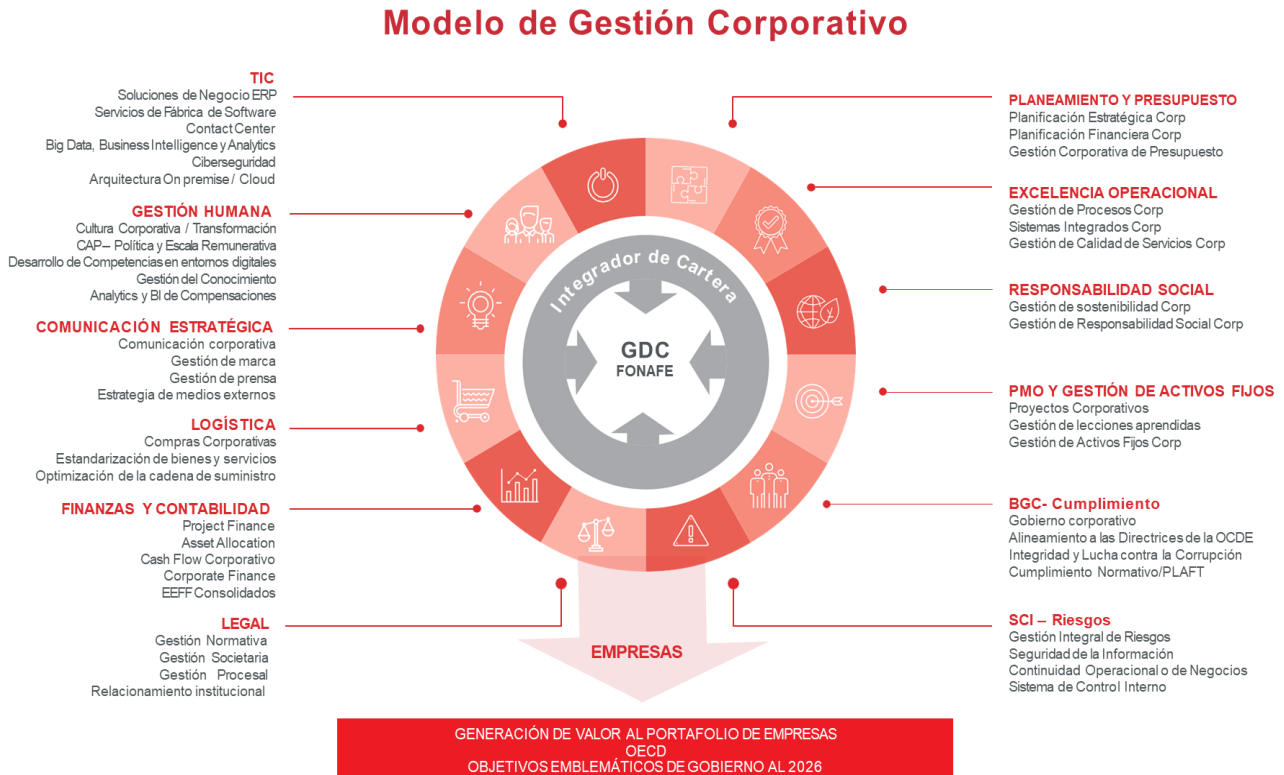 Modelo de Gestión Corporativo
TIC
Soluciones de Negocio ERP
Servicios de Fábrica de Software
Contact Center
Big Data, Business Intelligence y Analytics
Ciberseguridad
Arquitectura On premise / Cloud
GESTIÓN HUMANA
Cultura Corporativa / Transformación
CAP – Política y Escala Remunerativa
Desarrollo de Competencias en entornos digitales
Gestión del Conocimiento
Analytics y BI de Compensaciones
COMUNICACIÓN ESTRATÉGICA
Comunicación corporativa
Gestión de marca
Gestión de prensa
Estrategia de medios externos
LOGÍSTICA
Compras Corporativas
Estandarización de bienes y servicios
Optimización de la cadena de suministro
FINANZAS Y CONTABILIDAD
Project Finance
Asset Allocation
Cash Flow Corporativo
Corporate Finance
EEFF Consolidados
LEGAL
Gestión Normativa
Gestión Societaria
Gestión Procesal
Relacionamiento institucional
Integrador de Cartera
GDC
FONAFE
EMPRESAS
PLANEAMIENTO Y PRESUPUESTO
Planificación Estratégica Corp
Planificación Financiera Corp
Gestión Corporativa de Presupuesto
EXCELENCIA OPERACIONAL
Gestión de Procesos Corp
Sistemas Integrados Corp
Gestión de Calidad de Servicios Corp
RESPONSABILIDAD SOCIAL
Gestión de sostenibilidad Corp
Gestión de Responsabilidad Social Corp
PMO Y GESTIÓN DE ACTIVOS FIJOS
Proyectos Corporativos
Gestión de lecciones aprendidas
Gestión de Activos Fijos Corp
BGC- Cumplimiento
Gobierno corporativo
Alineamiento a las Directrices de la OCDE
Integridad y Lucha contra la Corrupción
Cumplimiento Normativo/PLAFT
SCI – Riesgos
Gestión Integral de Riesgos
Seguridad de la Información
Continuidad Operacional o de Negocios
Sistema de Control Interno
GENERACIÓN DE VALOR AL PORTAFOLIO DE EMPRESAS
OECD
OBJETIVOS EMBLEMÁTICOS DE GOBIERNO AL 2026